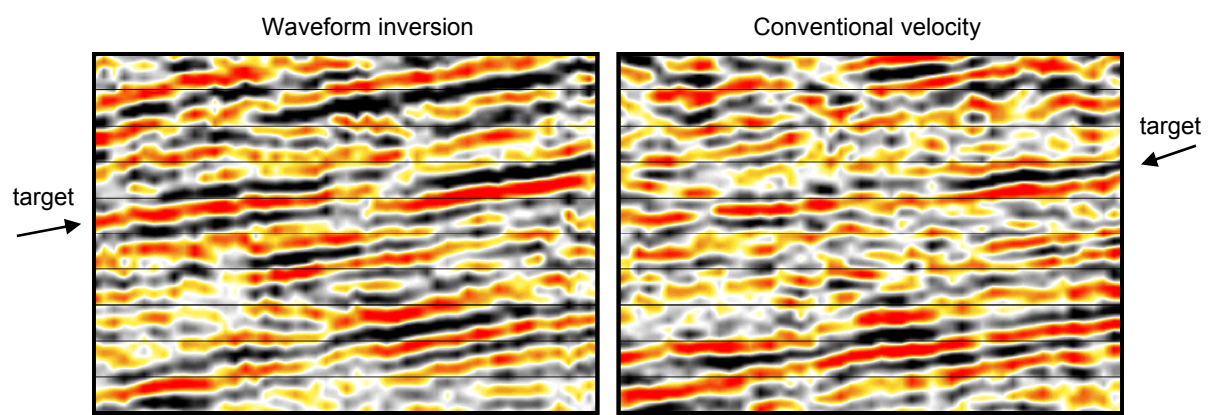 Waveform inversion
Conventional velocity
target
target